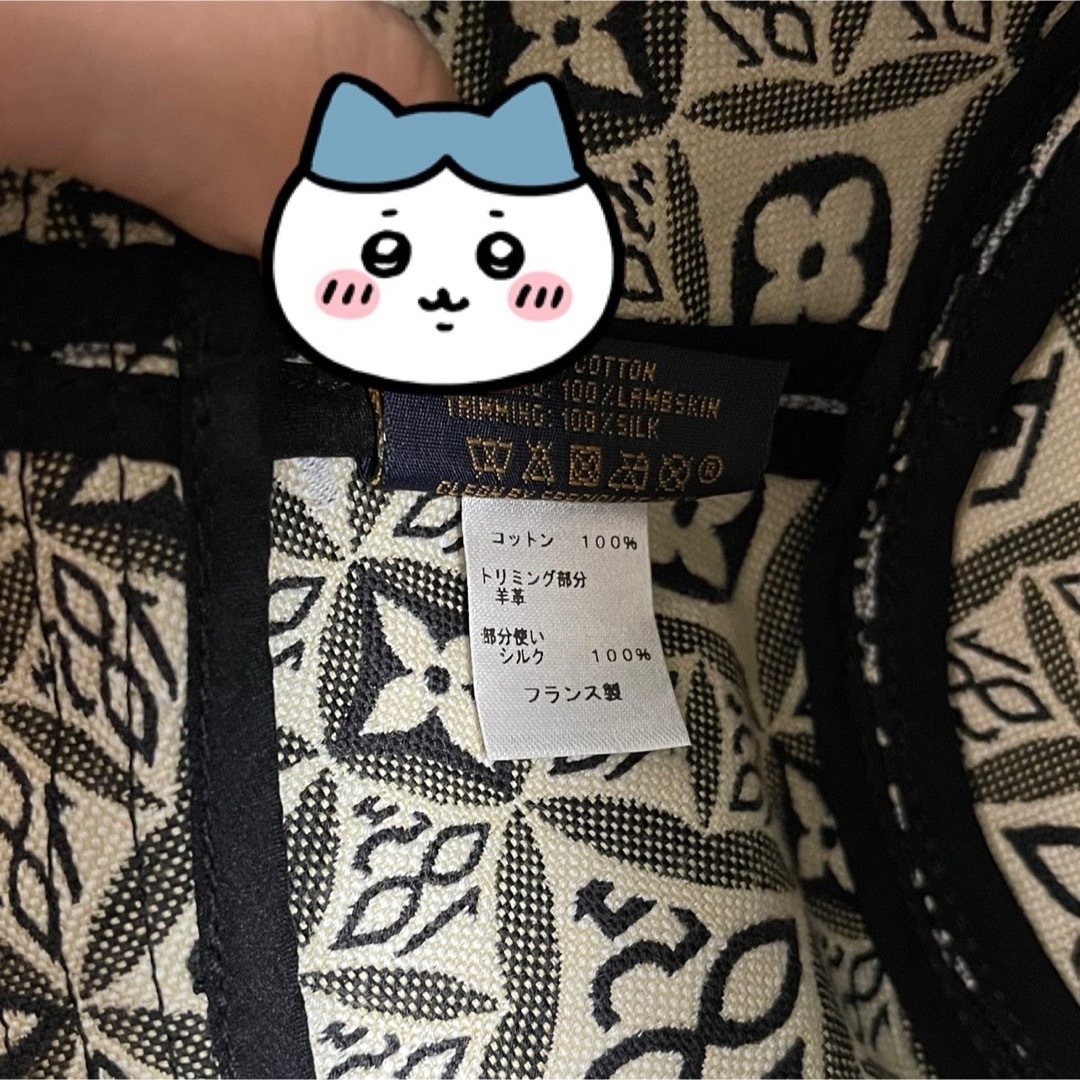 COTTON
100%LAMBSKIN
TRIMMING: 100%SILK
コットン 100%
トリミング部分
羊革
部分使い
シルク 100%
フランス製